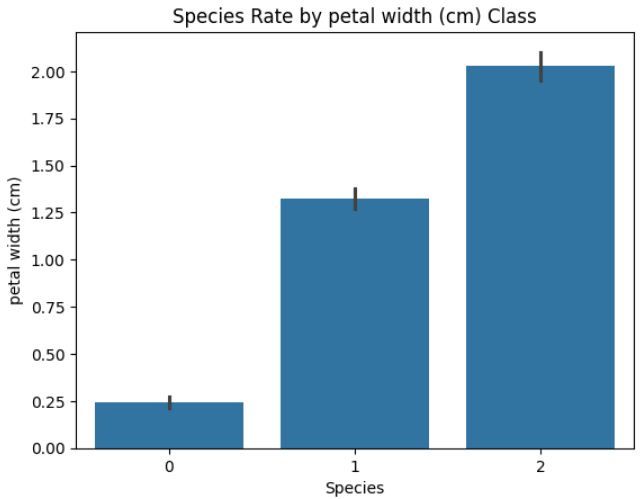 Species Rate by petal width (cm) Class
petal width (cm)
2.00
1.75
1.50
1.25
1.00
0.75
0.50
0.25
0.00
0 1 2
Species